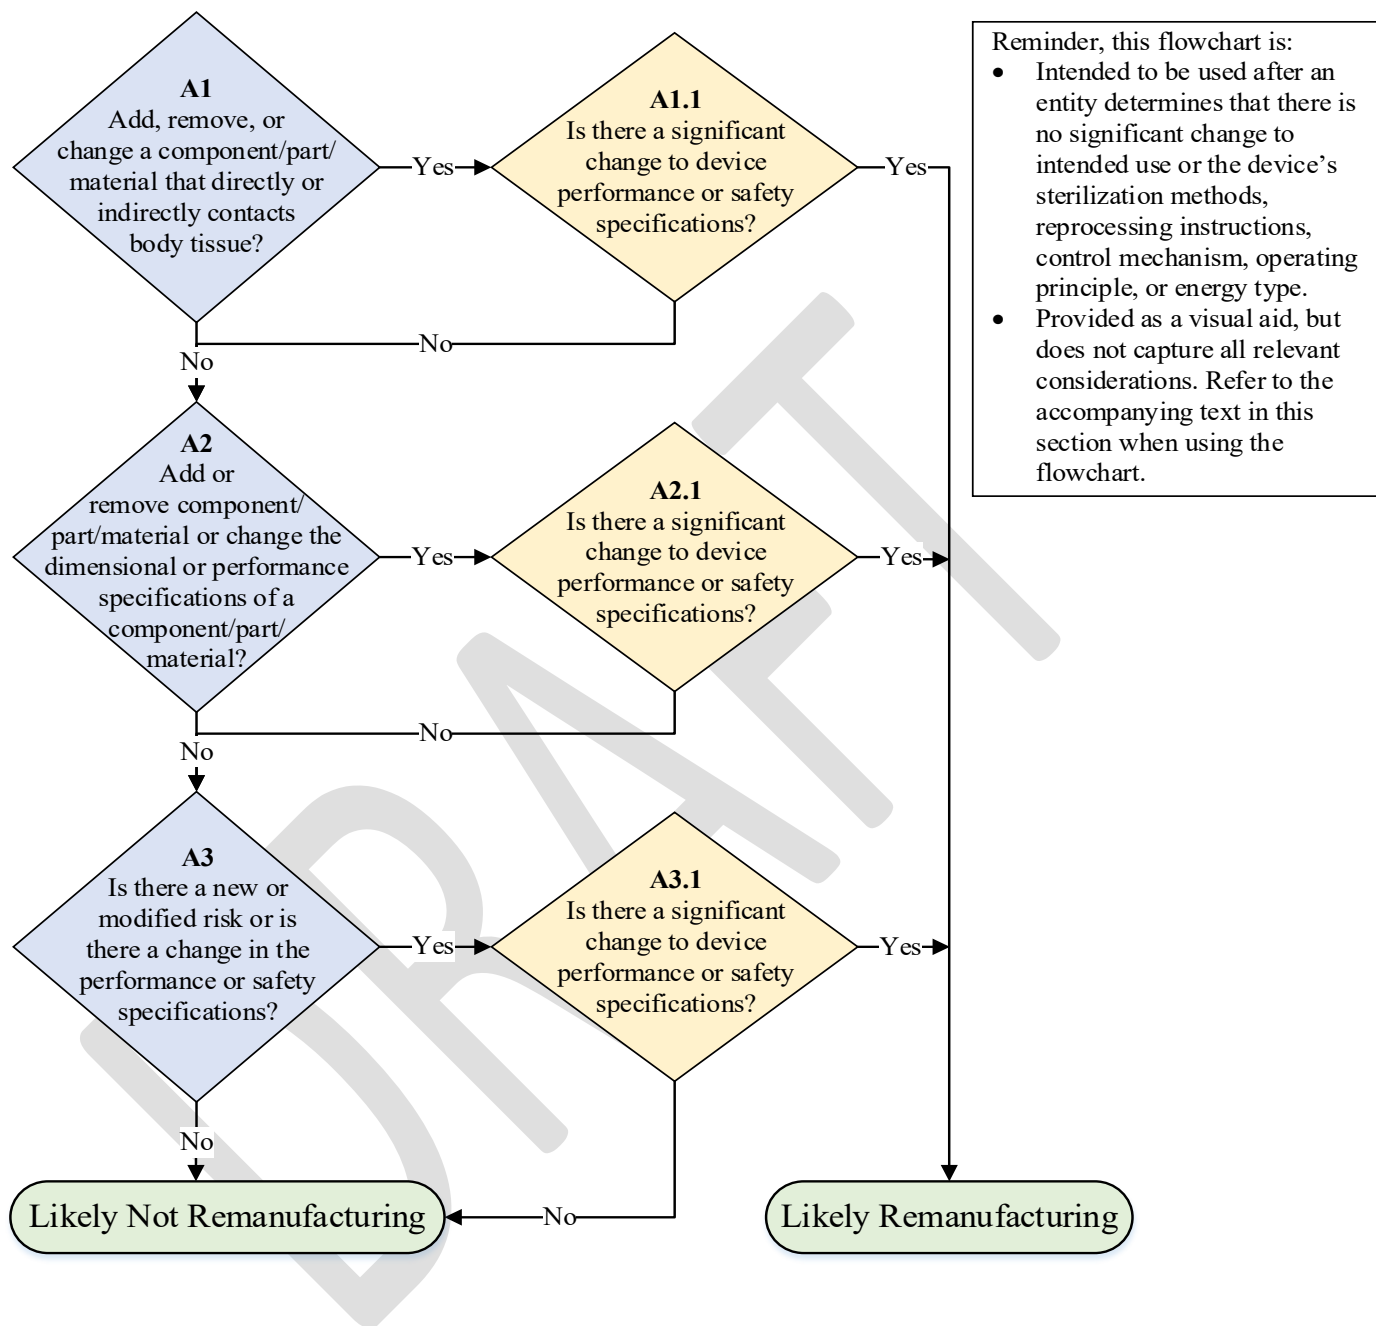 A1
Add, remove, or
change a component/part/
material that directly or
indirectly contacts
body tissue?
Yes
A1.1
Is there a significant
change to device
performance or safety
specifications?
Yes
No
No
Reminder, this flowchart is:
• Intended to be used after an
entity determines that there is
no significant change to
intended use or the device’s
sterilization methods,
reprocessing instructions,
control mechanism, operating
principle, or energy type.
• Provided as a visual aid, but
does not capture all relevant
considerations. Refer to the
accompanying text in this
section when using the
flowchart.
A2
Add or
remove component/
part/material or change the
dimensional or performance
specifications of a
component/part/
material?
Yes
A2.1
Is there a significant
change to device
performance or safety
specifications?
Yes
No
No
A3
Is there a new or
modified risk or is
there a change in the
performance or safety
specifications?
Yes
A3.1
Is there a significant
change to device
performance or safety
specifications?
Yes
No
No
Likely Not Remanufacturing
Likely Remanufacturing
DRAFT